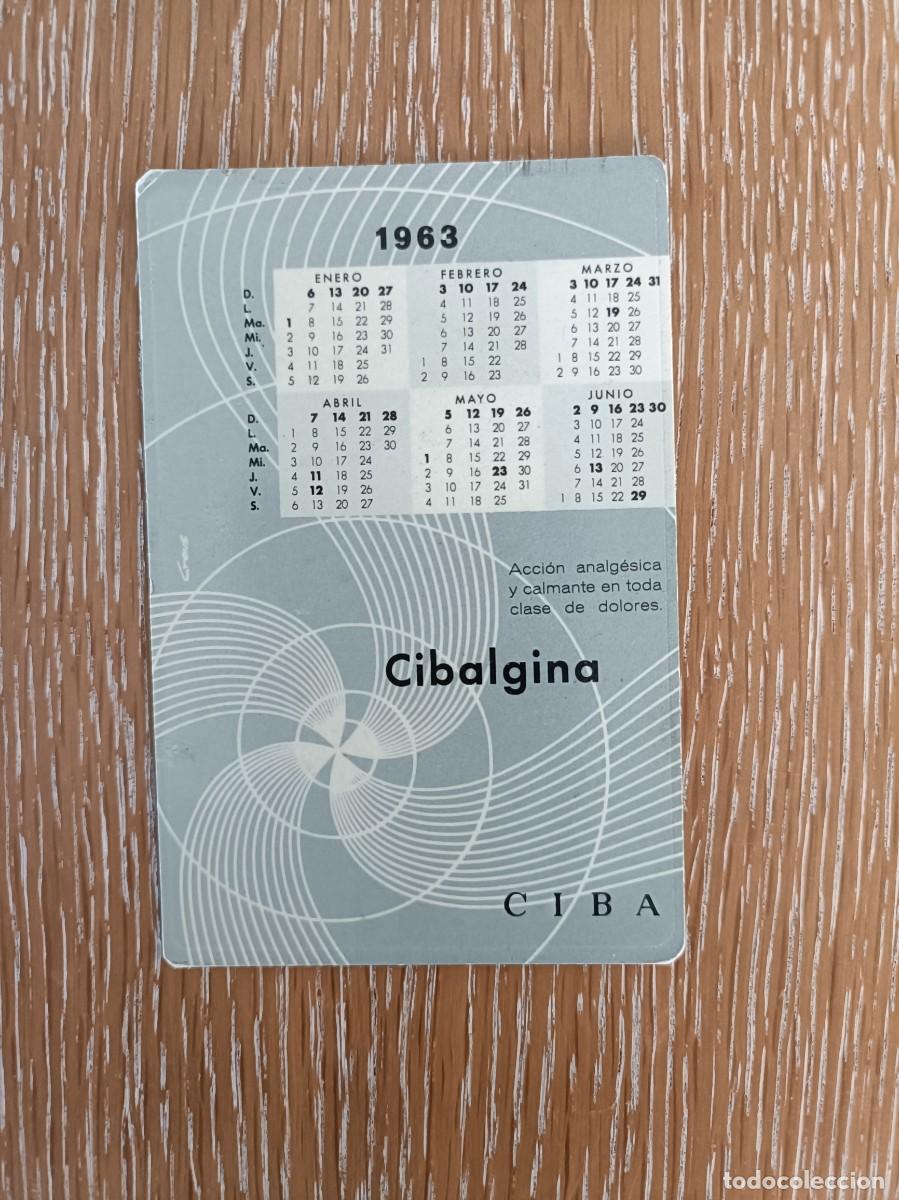 1963
ENERO FEBRERO MARZO
D. 6 13 20 27 3 10 17 24 3 10 17 24 31
L. 7 14 21 28 4 11 18 25 4 11 18 25
Ma. 1 8 15 22 29 5 12 19 26 5 12 19 26
Mi. 2 9 16 23 30 6 13 20 27 6 13 20 27
J. 3 10 17 24 31 7 14 21 28 7 14 21 28
V. 4 11 18 25 1 8 15 22 1 8 15 22 29
S. 5 12 19 26 2 9 16 23 2 9 16 23 30
ABRIL MAYO JUNIO
D. 7 14 21 28 5 12 19 26 2 9 16 23 30
L. 1 8 15 22 29 6 13 20 27 3 10 17 24
Ma. 2 9 16 23 30 7 14 21 28 4 11 18 25
Mi. 3 10 17 24 1 8 15 22 29 5 12 19 26
J. 4 11 18 25 2 9 16 23 30 6 13 20 27
V. 5 12 19 26 3 10 17 24 31 7 14 21 28
S. 6 13 20 27 4 11 18 25 1 8 15 22 29
Acción analgésica
y calmante en toda
clase de dolores.
Cibalgina
CIBA
todocoleccion